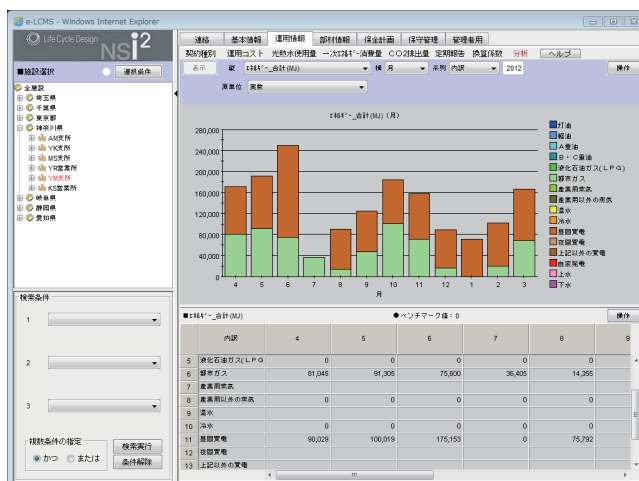 e-LCMS - Windows Internet Explorer
Life Cycle Design
NSi2
連絡 基本情報 運用情報 部材情報 保全計画 保守管理 管理者用
契約種別 運用コスト 光熱水使用量 一次ｴﾈﾙｷﾞｰ消費量 CO2排出量 定期報告 換算係数 分析 ヘルプ
■施設選択 選択条件
表示 縦 ｴﾈﾙｷﾞｰ_合計(MJ) 横 月 系列 内訳 2012 操作
原単位 実数
全施設
埼玉県
千葉県
東京都
神奈川県
AM支所
YK支所
MS支所
YR営業所
YM支所
KS営業所
岐阜県
静岡県
愛知県
ｴﾈﾙｷﾞｰ_合計(MJ) (月)
280,000
240,000
200,000
160,000
120,000
80,000
40,000
0
4 5 6 7 8 9 10 11 12 1 2 3
月
灯油
軽油
A重油
B・C重油
液化石油ガス(LPG)
都市ガス
産業用蒸気
産業用以外の蒸気
温水
冷水
昼間買電
夜間買電
上記以外の買電
自家発電
上水
下水
検索条件
1
2
3
複数条件の指定
かつ または
検索実行
条件解除
■ｴﾈﾙｷﾞｰ_合計(MJ) ●ベンチマーク値：0 操作
内訳 4 5 6 7 8 9
5 液化石油ガス(LPG 0 0 0 0 0
6 都市ガス 81,045 91,305 75,600 36,405 14,355
7 産業用蒸気
8 産業用以外の蒸気 0 0 0 0 0
9 温水
10 冷水 0 0 0 0 0
11 昼間買電 90,029 100,019 175,153 0 75,792
12 夜間買電
13 上記以外の買電